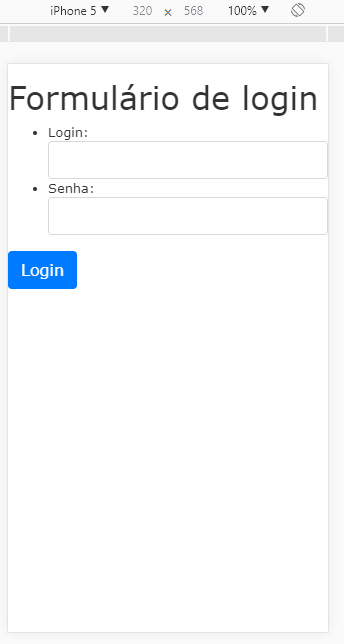 iPhone 5 ▼ 320 × 568 100% ▼
Formulário de login
• Login:
• Senha:
Login